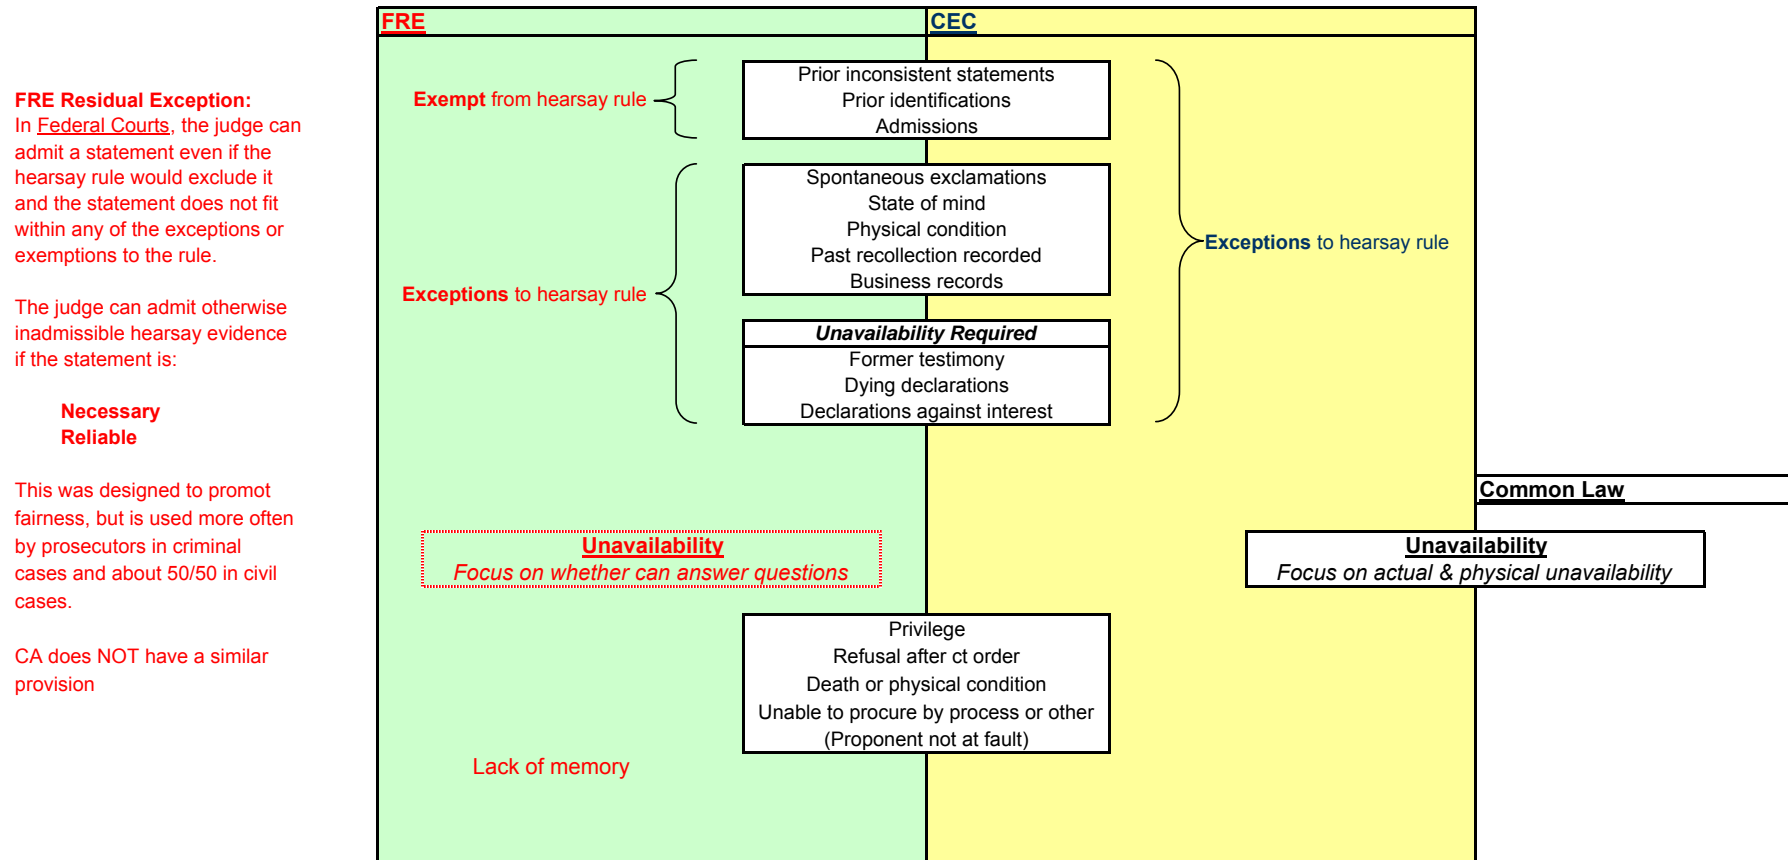 FRE
CEC
FRE Residual Exception:
In Federal Courts, the judge can
admit a statement even if the
hearsay rule would exclude it
and the statement does not fit
within any of the exceptions or
exemptions to the rule.
The judge can admit otherwise
inadmissible hearsay evidence
if the statement is:
Necessary
Reliable
This was designed to promot
fairness, but is used more often
by prosecutors in criminal
cases and about 50/50 in civil
cases.
CA does NOT have a similar
provision
Exempt from hearsay rule
Prior inconsistent statements
Prior identifications
Admissions
Exceptions to hearsay rule
Spontaneous exclamations
State of mind
Physical condition
Past recollection recorded
Business records
Unavailability Required
Former testimony
Dying declarations
Declarations against interest
Exceptions to hearsay rule
Common Law
Unavailability
Focus on whether can answer questions
Unavailability
Focus on actual & physical unavailability
Privilege
Refusal after ct order
Death or physical condition
Unable to procure by process or other
(Proponent not at fault)
Lack of memory